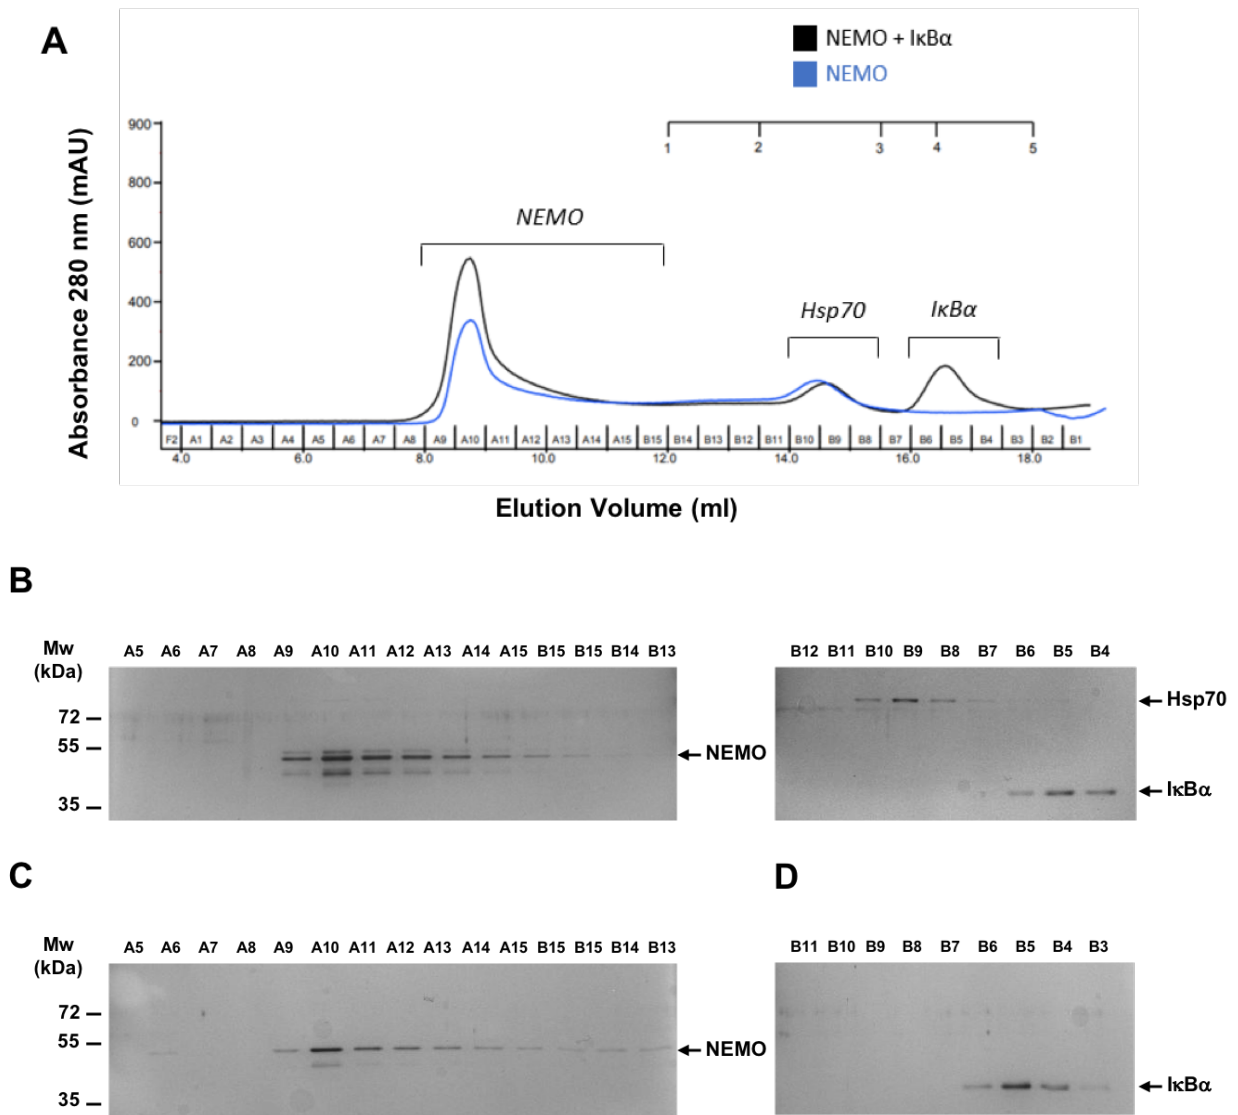 A
NEMO + IκBα
NEMO
900
800
600
400
200
0
1 2 3 4 5
NEMO
Hsp70
IκBα
F2 A1 A2 A3 A4 A5 A6 A7 A8 A9 A10 A11 A12 A13 A14 A15 B15 B14 B13 B12 B11 B10 B9 B8 B7 B6 B5 B4 B3 B2 B1
4.0 6.0 8.0 10.0 12.0 14.0 16.0 18.0
Absorbance 280 nm (mAU)
Elution Volume (ml)
B
Mw
(kDa)
A5 A6 A7 A8 A9 A10 A11 A12 A13 A14 A15 B15 B15 B14 B13
72
55
35
NEMO
B12 B11 B10 B9 B8 B7 B6 B5 B4
Hsp70
IκBα
C
Mw
(kDa)
A5 A6 A7 A8 A9 A10 A11 A12 A13 A14 A15 B15 B15 B14 B13
72
55
35
NEMO
D
B11 B10 B9 B8 B7 B6 B5 B4 B3
IκBα